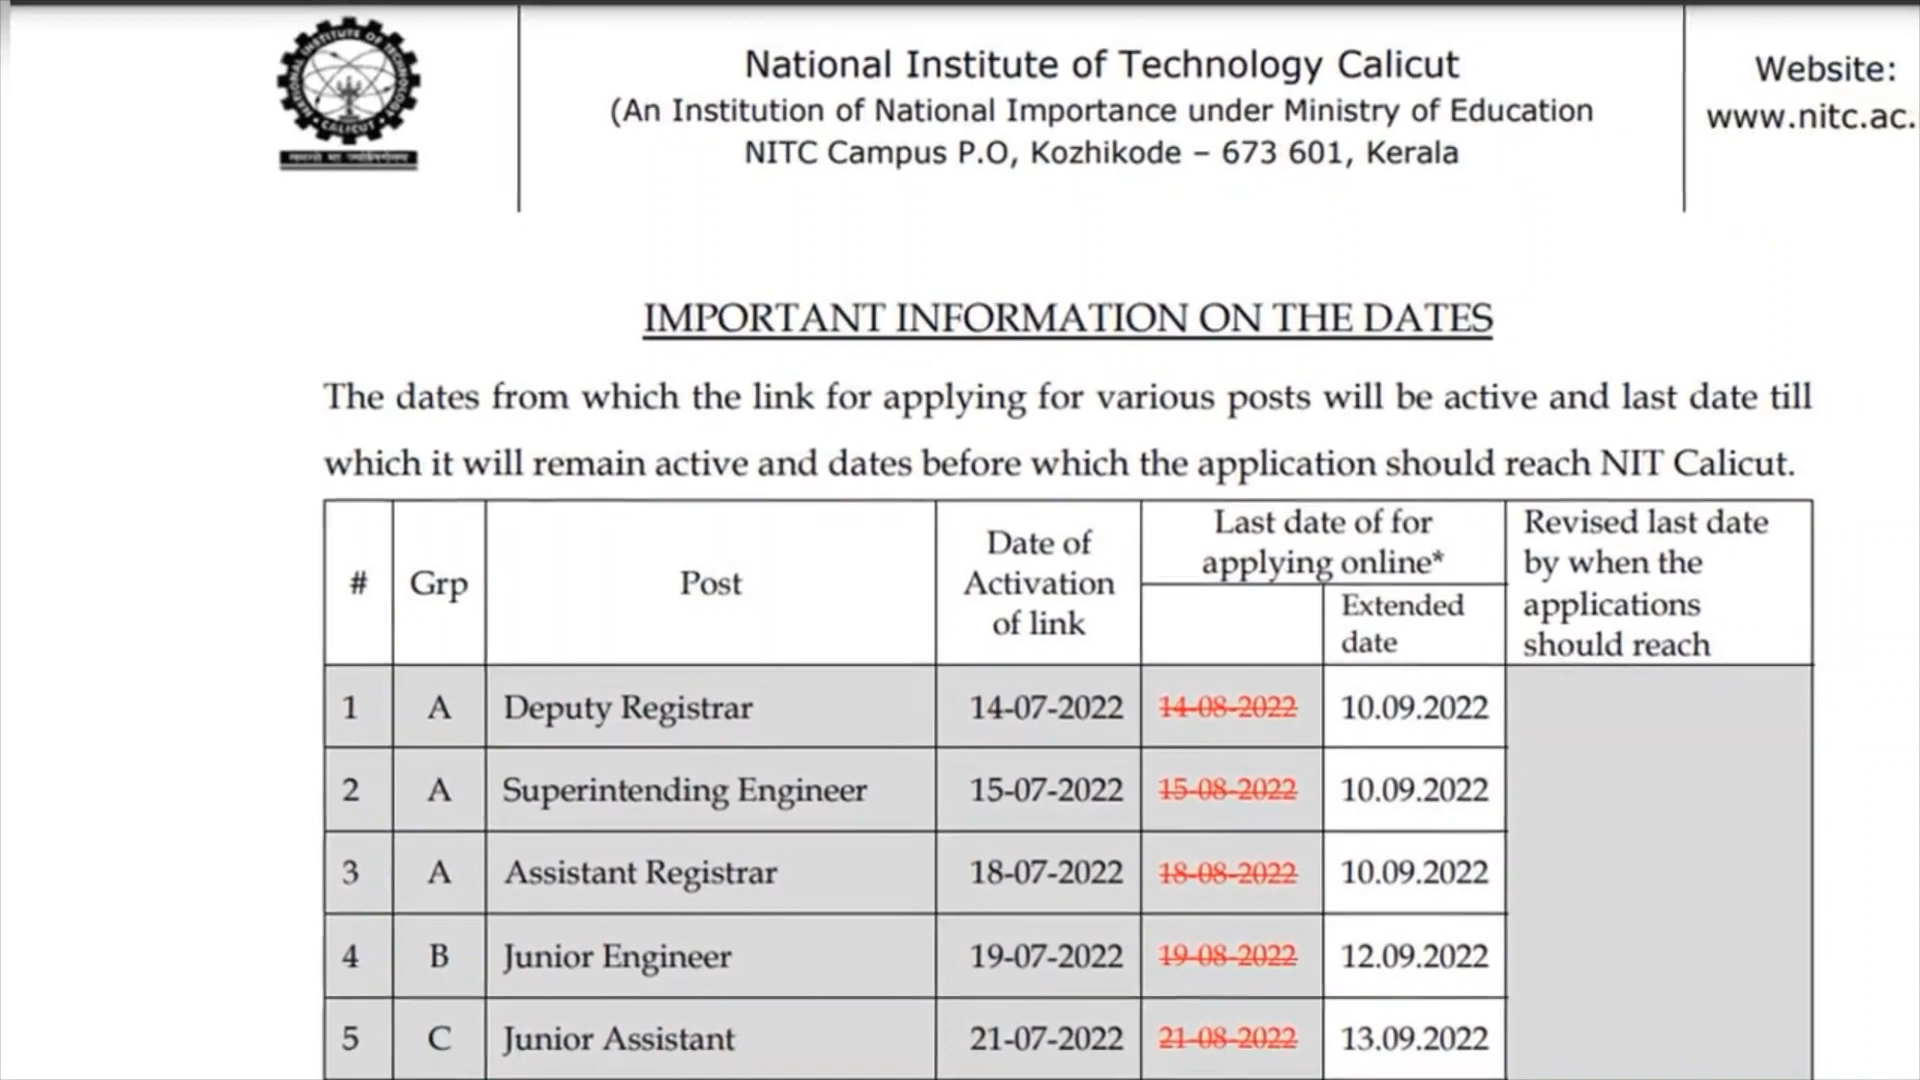 NATIONAL INSTITUTE OF TECHNOLOGY
CALICUT
National Institute of Technology Calicut
(An Institution of National Importance under Ministry of Education
NITC Campus P.O, Kozhikode – 673 601, Kerala
Website:
www.nitc.ac.
IMPORTANT INFORMATION ON THE DATES
The dates from which the link for applying for various posts will be active and last date till
which it will remain active and dates before which the application should reach NIT Calicut.
# Grp Post Date of Activation of link Last date of for applying online* Extended date Revised last date by when the applications should reach
1 A Deputy Registrar 14-07-2022 14-08-2022 10.09.2022
2 A Superintending Engineer 15-07-2022 15-08-2022 10.09.2022
3 A Assistant Registrar 18-07-2022 18-08-2022 10.09.2022
4 B Junior Engineer 19-07-2022 19-08-2022 12.09.2022
5 C Junior Assistant 21-07-2022 21-08-2022 13.09.2022